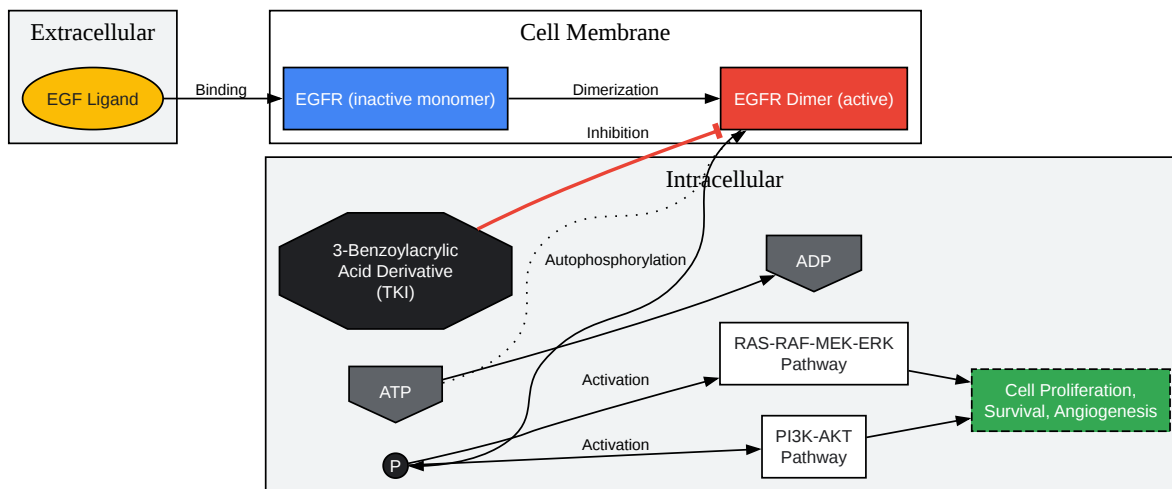 Extracellular
Cell Membrane
EGF Ligand
Binding
EGFR (inactive monomer)
Dimerization
EGFR Dimer (active)
Inhibition
Intracellular
3-Benzoylacrylic
Acid Derivative
(TKI)
Autophosphorylation
ADP
RAS-RAF-MEK-ERK
Pathway
ATP
Activation
Cell Proliferation,
Survival, Angiogenesis
PI3K-AKT
Pathway
Activation
P